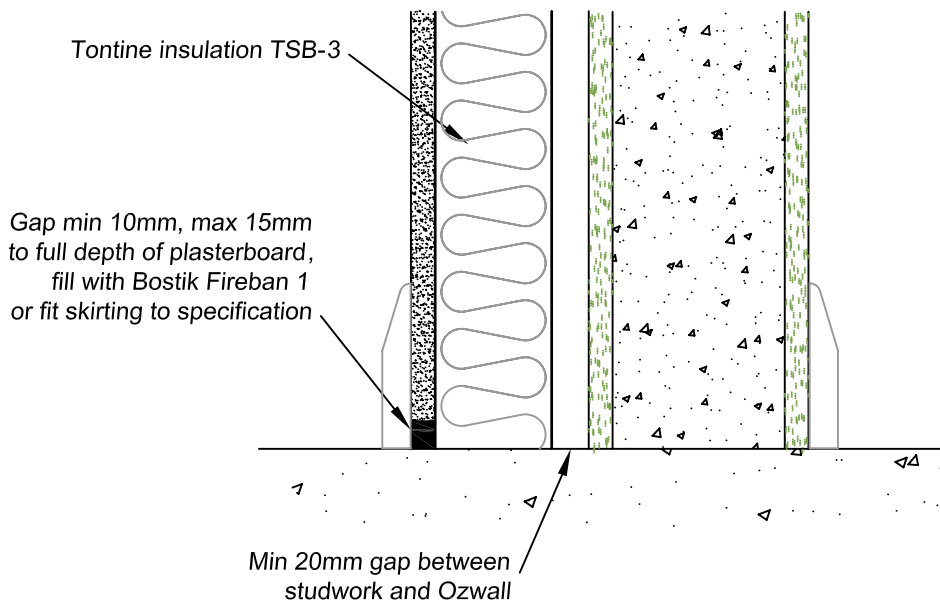 Tontine insulation TSB-3
Gap min 10mm, max 15mm
to full depth of plasterboard,
fill with Bostik Fireban 1
or fit skirting to specification
Min 20mm gap between
studwork and Ozwall